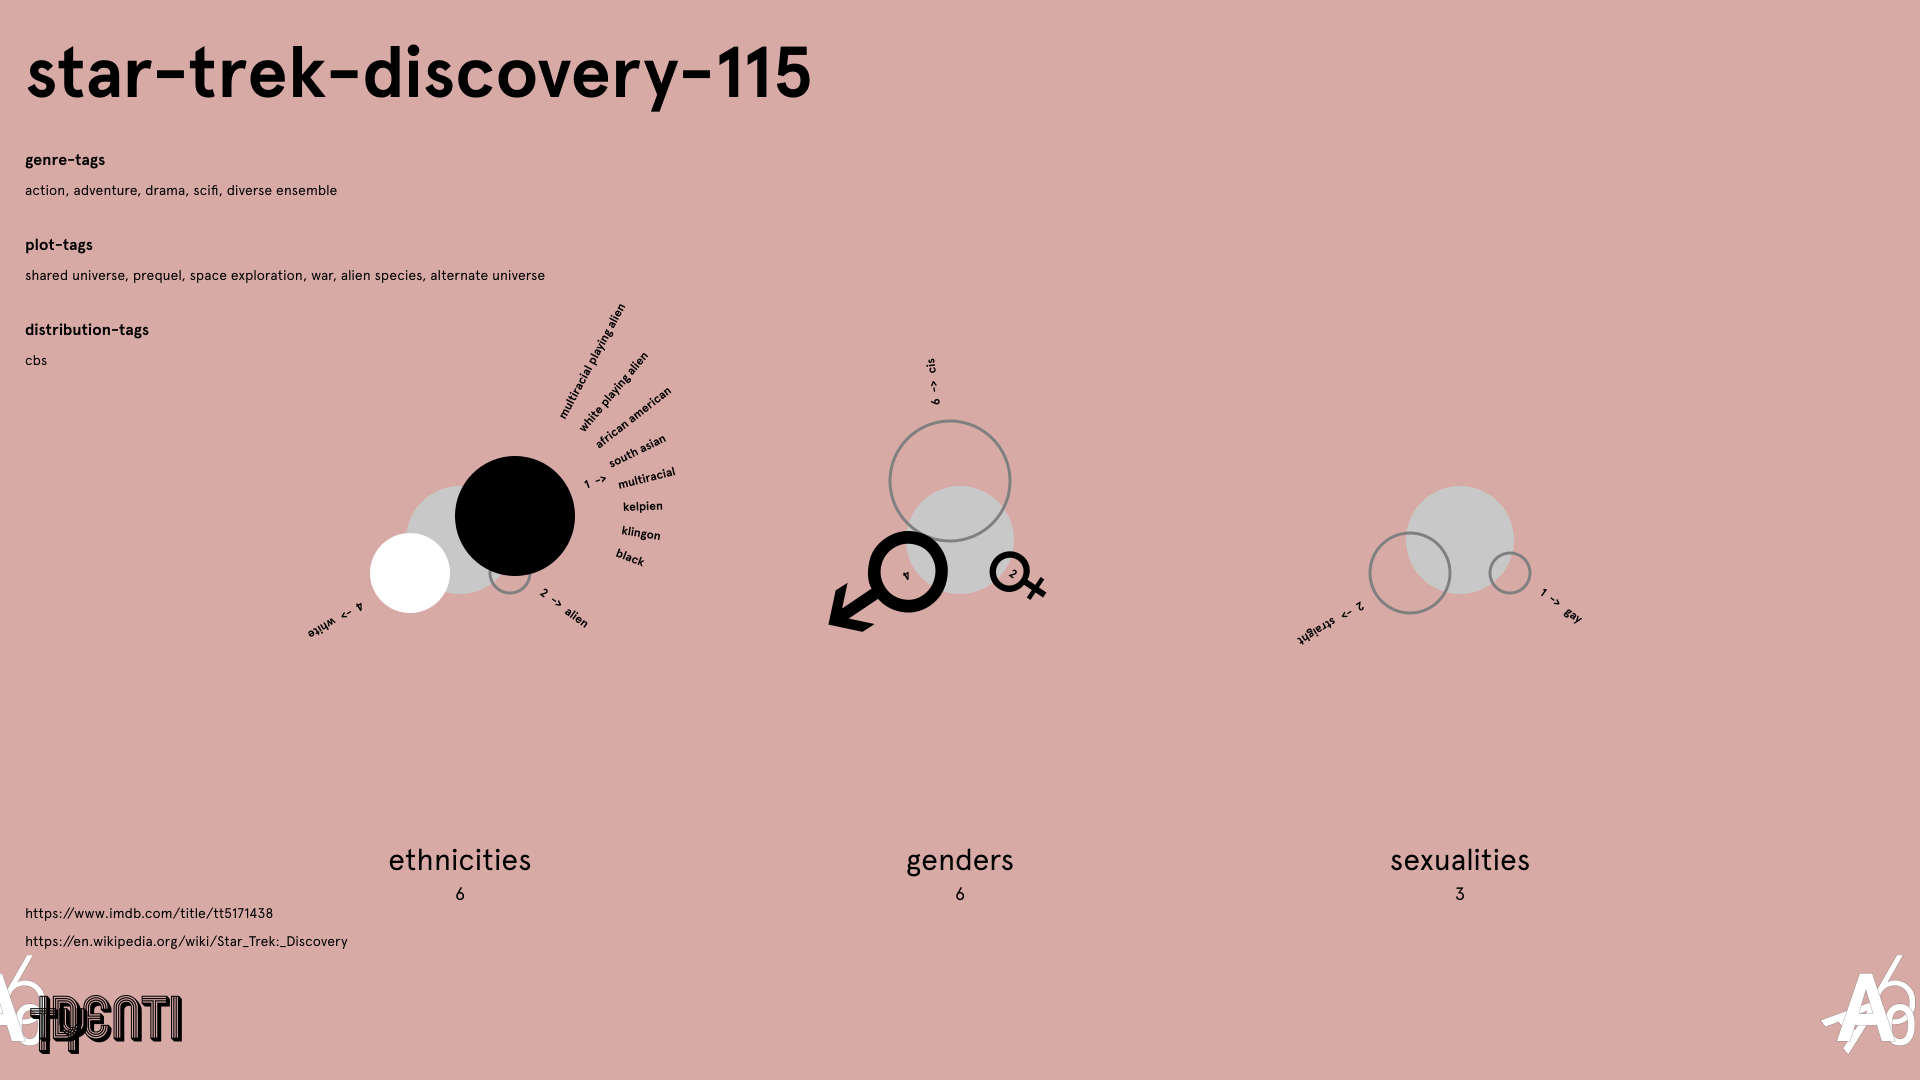 star-trek-discovery-115
genre-tags
action, adventure, drama, scifi, diverse ensemble
plot-tags
shared universe, prequel, space exploration, war, alien species, alternate universe
distribution-tags
cbs
multiracial playing alien
white playing alien
african american
south asian
1 -> multiracial
kelpien
klingon
black
4 -> white
2 -> alien
6 -> cis
4
2
2 -> straight
1 -> gay
ethnicities
6
genders
6
sexualities
3
https://www.imdb.com/title/tt5171438
https://en.wikipedia.org/wiki/Star_Trek:_Discovery
IDENTI